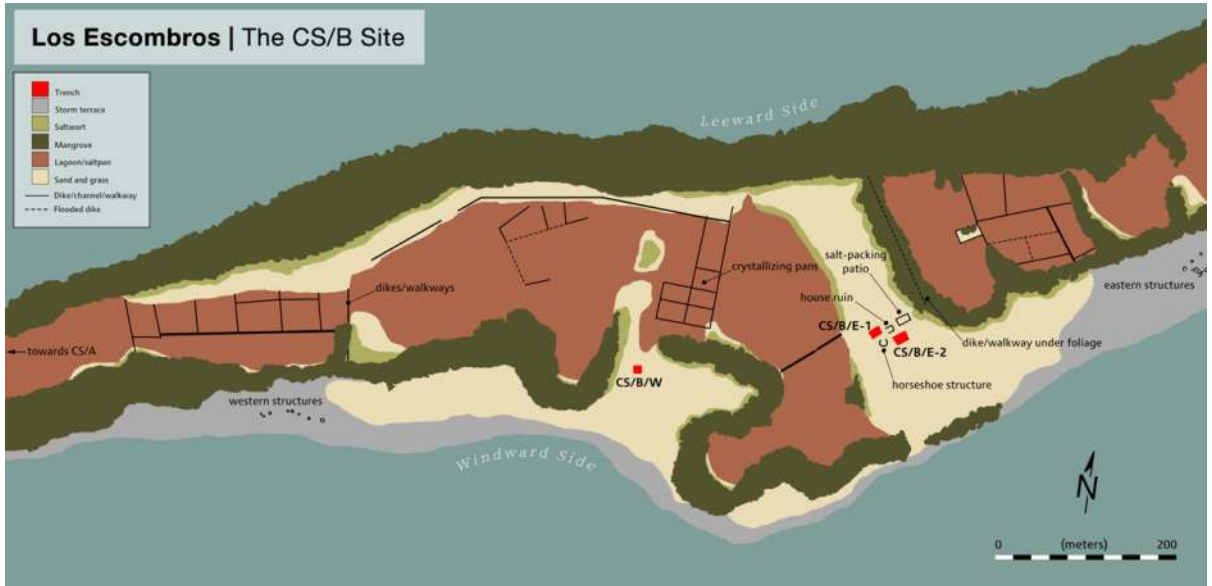 Los Escombros | The CS/B Site
Trench
Storm terrace
Saltwort
Mangrove
Lagoon/saltpan
Sand and grass
Dike/channel/walkway
Flooded dike
Leeward Side
salt-packing
patio
crystallizing pans
house ruin
eastern structures
dikes/walkways
CS/B/E-1
CS/B/E-2
dike/walkway under foliage
towards CS/A
CS/B/W
horseshoe structure
western structures
Windward Side
N
0 (meters) 200